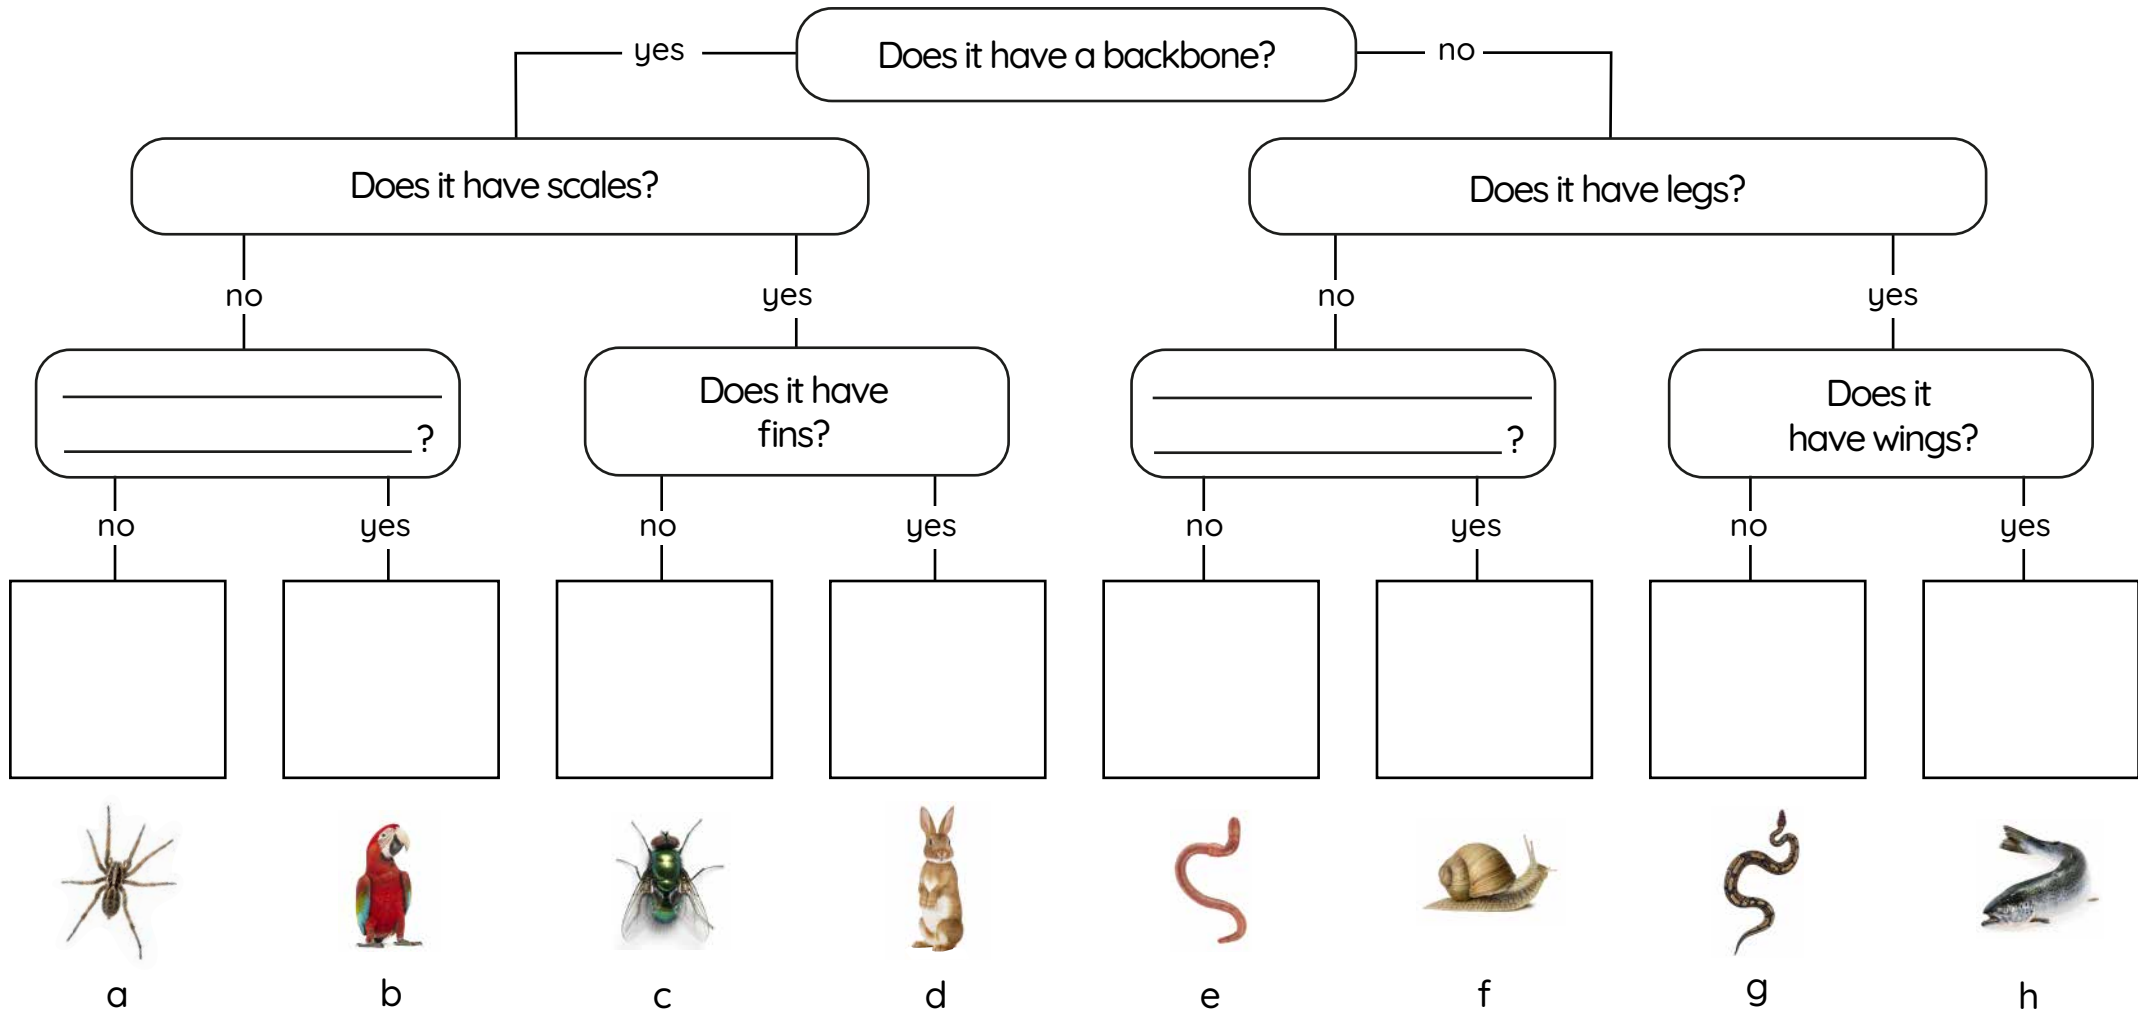 yes
Does it have a backbone?
no
Does it have scales?
Does it have legs?
no
yes
no
yes
?
Does it have
fins?
?
Does it
have wings?
no
yes
no
yes
no
yes
no
yes
a
b
c
d
e
f
g
h